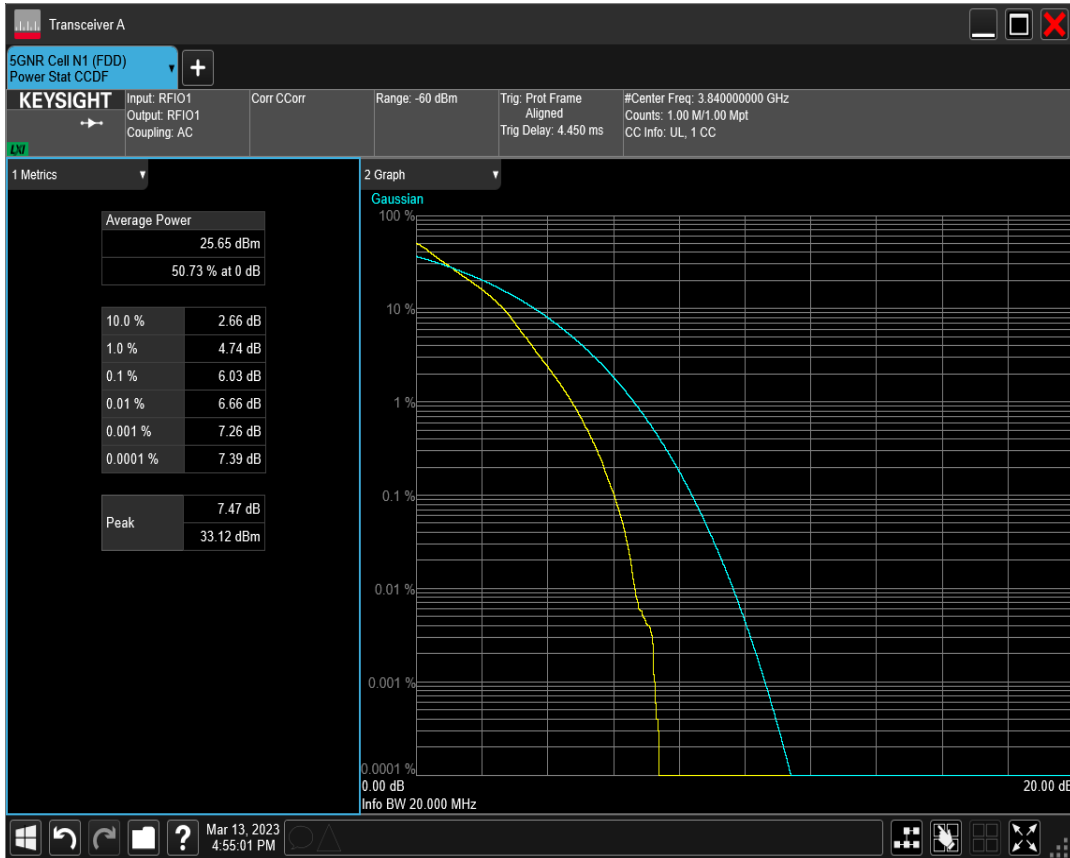 Transceiver A
5GNR Cell N1 (FDD)
Power Stat CCDF
+
KEYSIGHT
LXI
Input: RFIO1
Output: RFIO1
Coupling: AC
Corr CCorr
Range: -60 dBm
Trig: Prot Frame
Aligned
Trig Delay: 4.450 ms
#Center Freq: 3.840000000 GHz
Counts: 1.00 M/1.00 Mpt
CC Info: UL, 1 CC
1 Metrics
Average Power
25.65 dBm
50.73 % at 0 dB
10.0 % 2.66 dB
1.0 % 4.74 dB
0.1 % 6.03 dB
0.01 % 6.66 dB
0.001 % 7.26 dB
0.0001 % 7.39 dB
Peak 7.47 dB
33.12 dBm
2 Graph
Gaussian
100 %
10 %
1 %
0.1 %
0.01 %
0.001 %
0.0001 %
0.00 dB 20.00 dB
Info BW 20.000 MHz
? Mar 13, 2023
4:55:01 PM